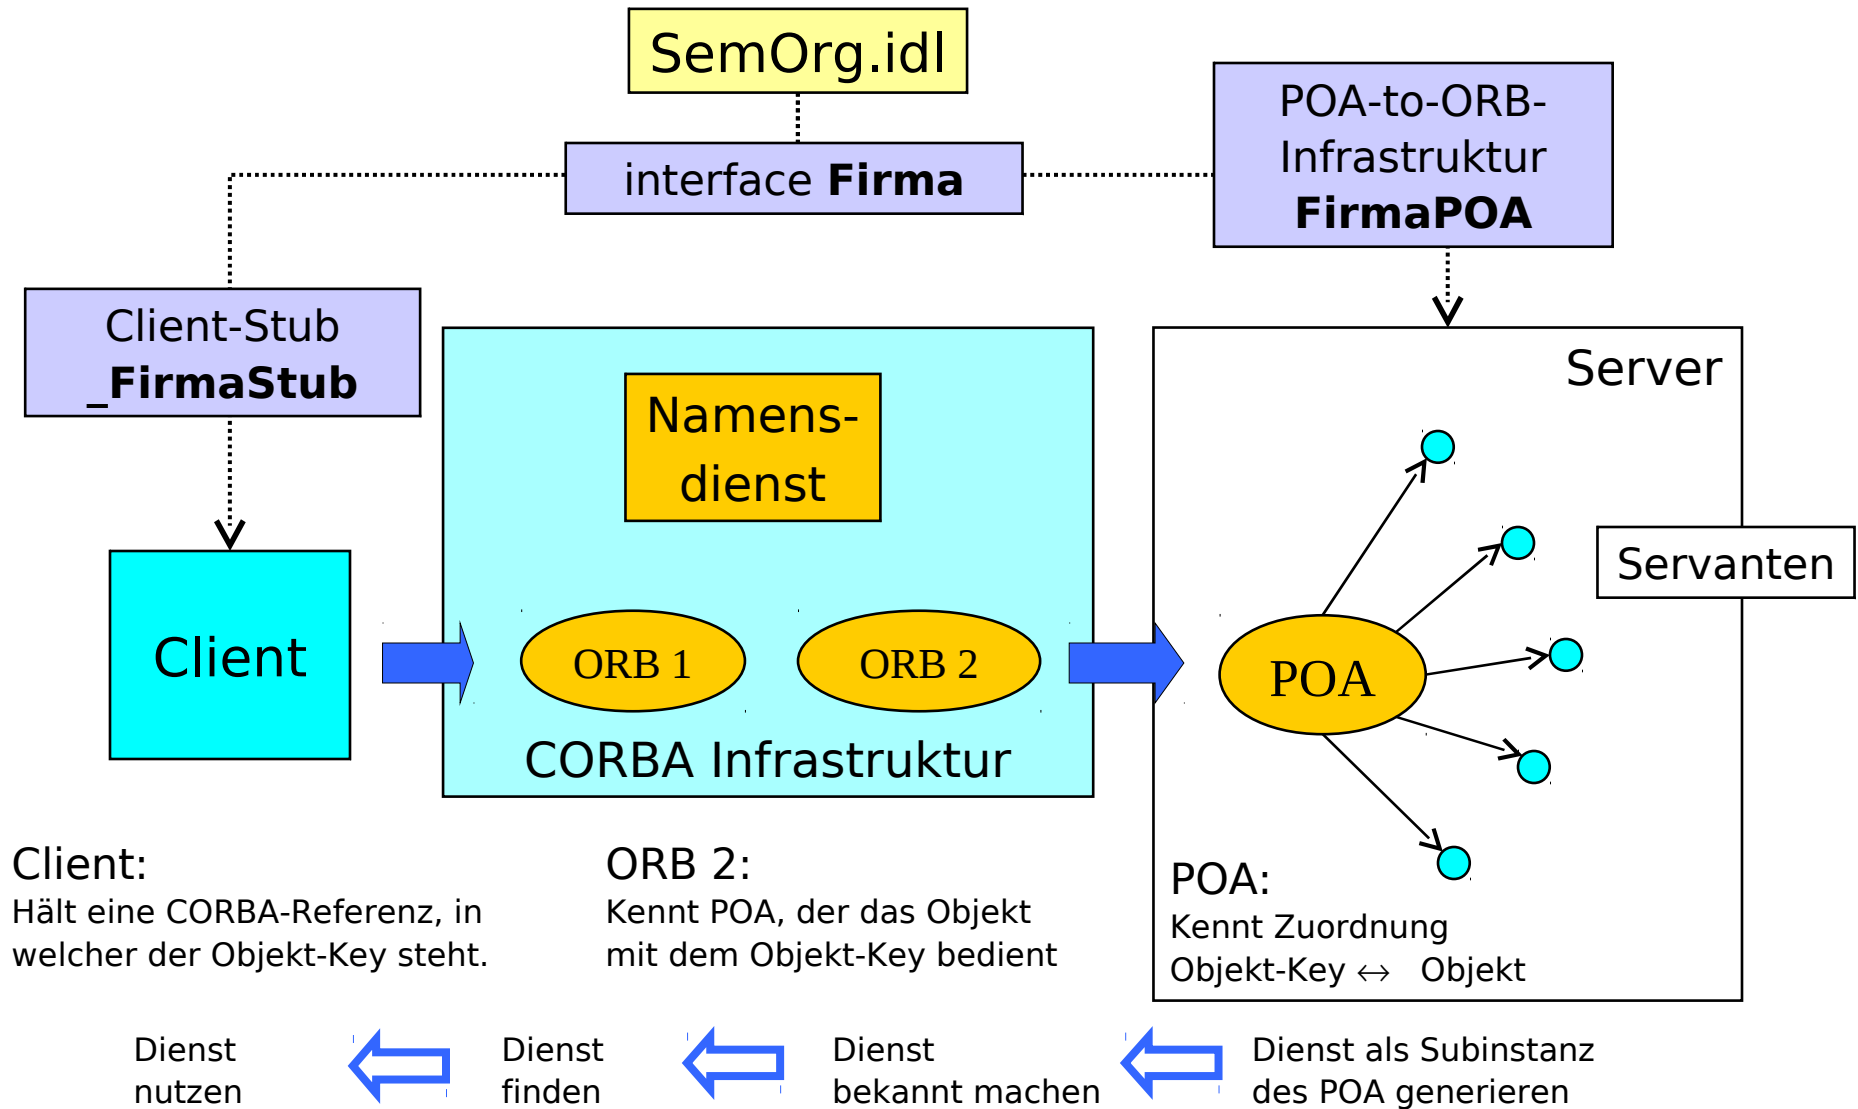 SemOrg.idl
interface Firma
POA-to-ORB-
Infrastruktur
FirmaPOA
Client-Stub
_FirmaStub
Namens-
dienst
Server
Servanten
Client
ORB 1
ORB 2
POA
CORBA Infrastruktur
Client:
Hält eine CORBA-Referenz, in
welcher der Objekt-Key steht.
ORB 2:
Kennt POA, der das Objekt
mit dem Objekt-Key bedient
POA:
Kennt Zuordnung
Objekt-Key ↔ Objekt
Dienst
nutzen
Dienst
finden
Dienst
bekannt machen
Dienst als Subinstanz
des POA generieren